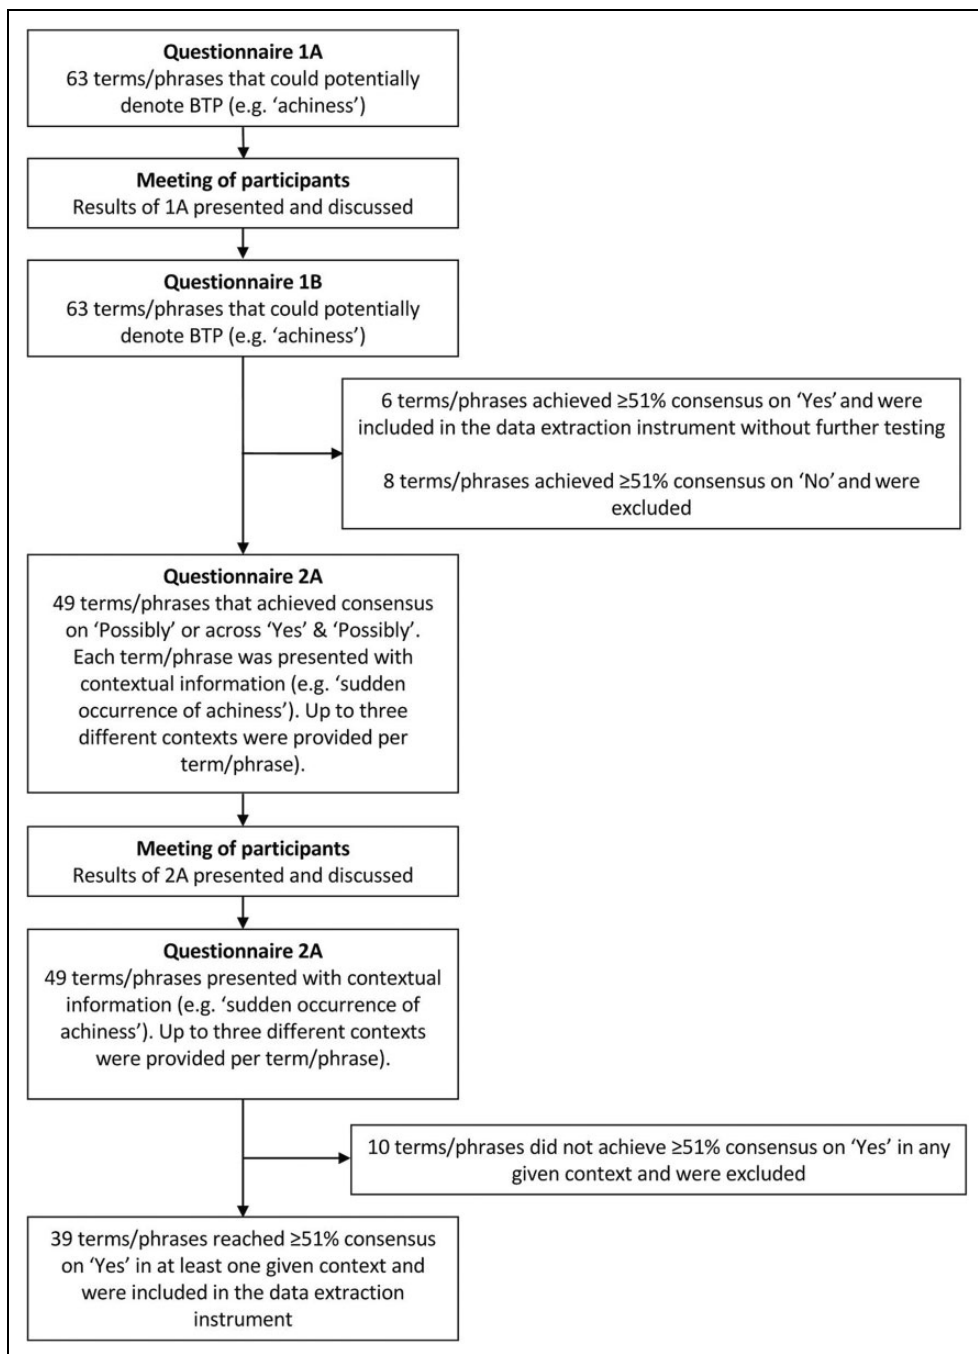 Questionnaire 1A
63 terms/phrases that could potentially
denote BTP (e.g. ‘achiness’)
Meeting of participants
Results of 1A presented and discussed
Questionnaire 1B
63 terms/phrases that could potentially
denote BTP (e.g. ‘achiness’)
6 terms/phrases achieved ≥51% consensus on ‘Yes’ and were
included in the data extraction instrument without further testing
8 terms/phrases achieved ≥51% consensus on ‘No’ and were
excluded
Questionnaire 2A
49 terms/phrases that achieved consensus
on ‘Possibly’ or across ‘Yes’ & ‘Possibly’.
Each term/phrase was presented with
contextual information (e.g. ‘sudden
occurrence of achiness’). Up to three
different contexts were provided per
term/phrase).
Meeting of participants
Results of 2A presented and discussed
Questionnaire 2A
49 terms/phrases presented with contextual
information (e.g. ‘sudden occurrence of
achiness’). Up to three different contexts
were provided per term/phrase).
10 terms/phrases did not achieve ≥51% consensus on ‘Yes’ in any
given context and were excluded
39 terms/phrases reached ≥51% consensus
on ‘Yes’ in at least one given context and
were included in the data extraction
instrument